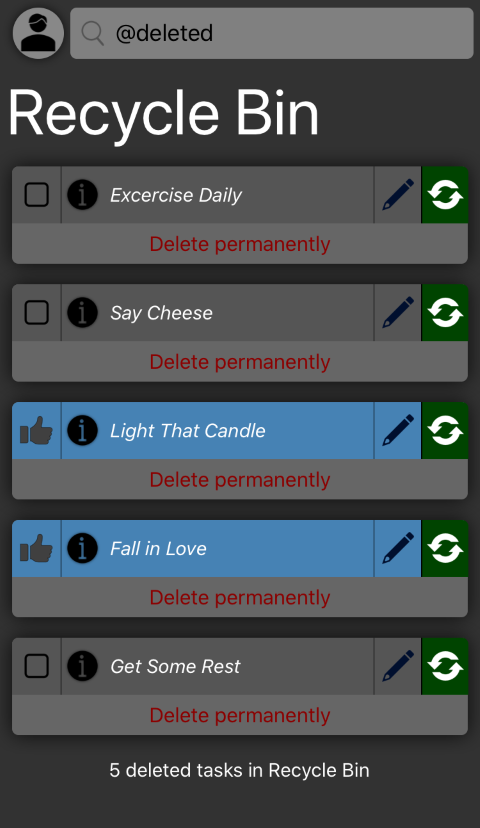 @deleted
Recycle Bin
Excercise Daily
Delete permanently
Say Cheese
Delete permanently
Light That Candle
Delete permanently
Fall in Love
Delete permanently
Get Some Rest
Delete permanently
5 deleted tasks in Recycle Bin